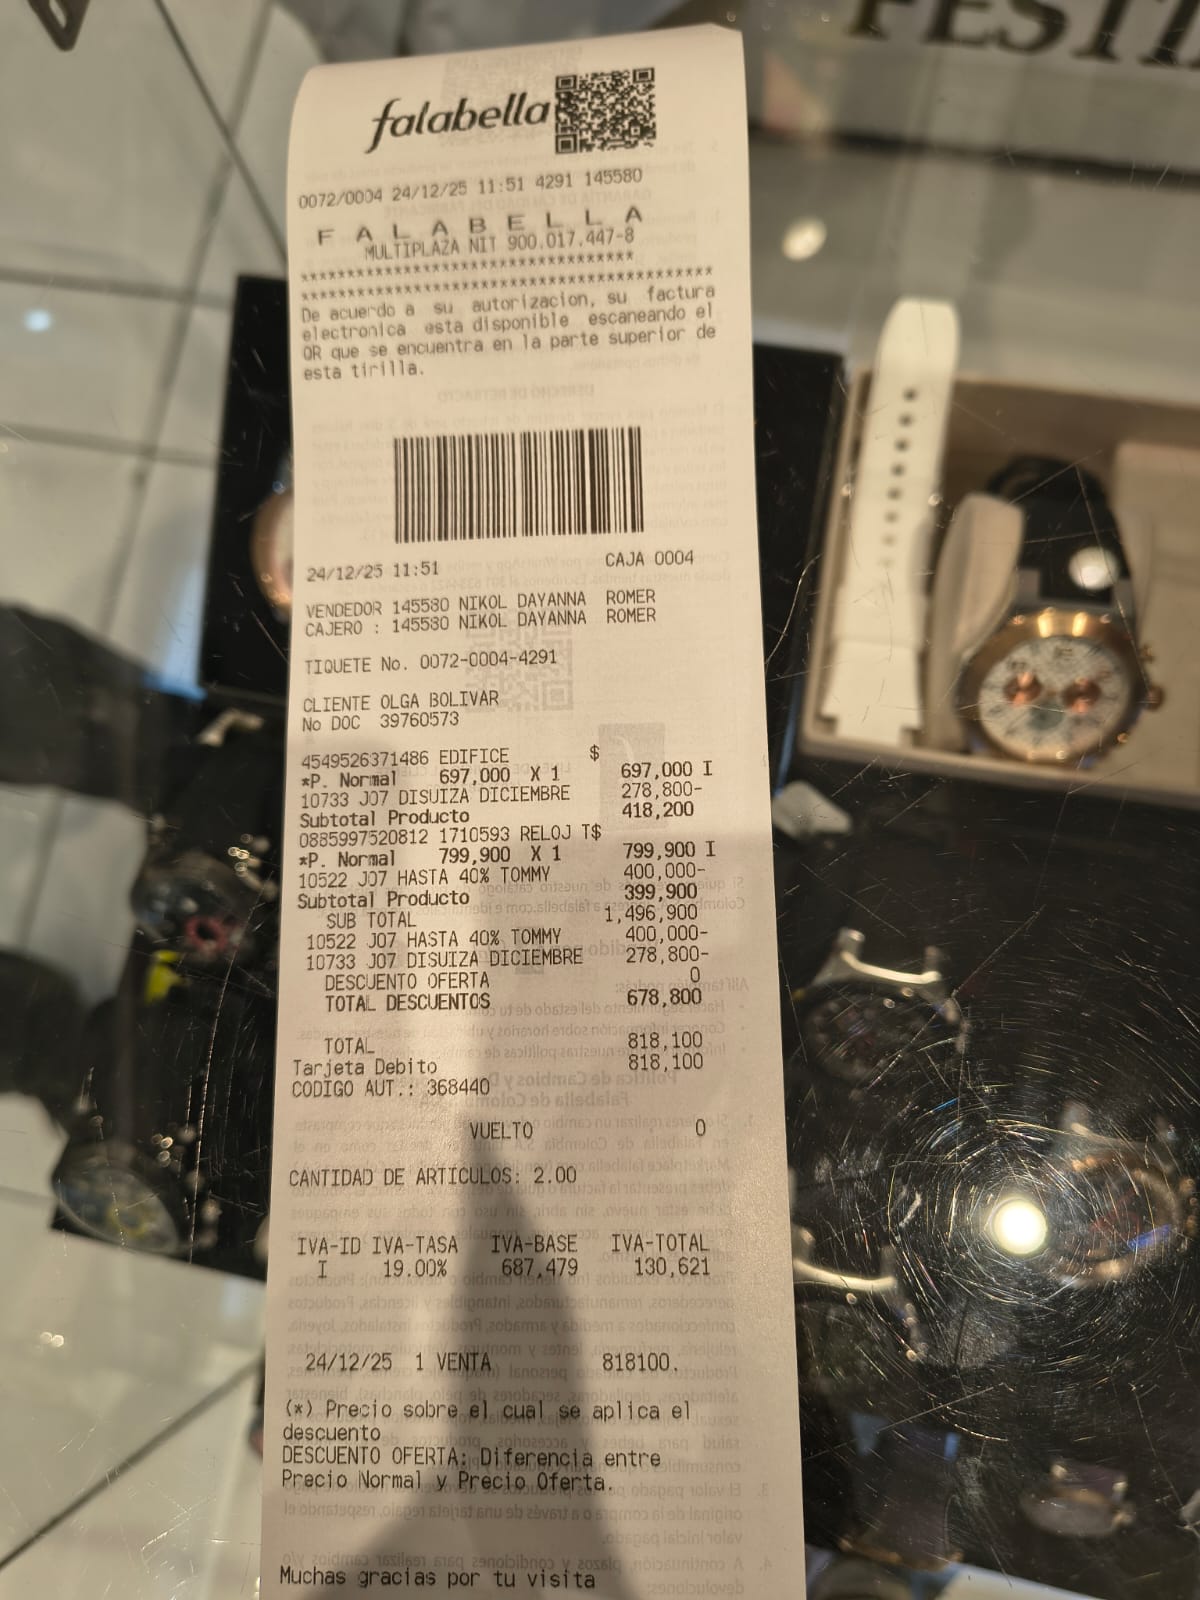 FESTI
falabella
0072/0004 24/12/25 11:51 4291 145580
F A L A B E L L A
MULTIPLAZA NIT 900.017.447-8
************************************
********************************************
De acuerdo a su autorizacion, su factura
electronica esta disponible escaneando el
QR que se encuentra en la parte superior de
esta tirilla.
24/12/25 11:51 CAJA 0004
VENDEDOR 145580 NIKOL DAYANNA ROMER
CAJERO : 145580 NIKOL DAYANNA ROMER
TIQUETE No. 0072-0004-4291
CLIENTE OLGA BOLIVAR
No DOC 39760573
4549526371486 EDIFICE $
*P. Normal 697,000 X 1 697,000 I
10733 J07 DISUIZA DICIEMBRE 278,800-
Subtotal Producto 418,200
0885997520812 1710593 RELOJ T$
*P. Normal 799,900 X 1 799,900 I
10522 J07 HASTA 40% TOMMY 400,000-
Subtotal Producto 399,900
SUB TOTAL 1,496,900
10522 J07 HASTA 40% TOMMY 400,000-
10733 J07 DISUIZA DICIEMBRE 278,800-
DESCUENTO OFERTA 0
TOTAL DESCUENTOS 678,800
TOTAL 818,100
Tarjeta Debito 818,100
CODIGO AUT.: 368440
VUELTO 0
CANTIDAD DE ARTICULOS: 2.00
IVA-ID IVA-TASA IVA-BASE IVA-TOTAL
I 19.00% 687,479 130,621
24/12/25 1 VENTA 818100.
(*) Precio sobre el cual se aplica el
descuento
DESCUENTO OFERTA: Diferencia entre
Precio Normal y Precio Oferta.
Muchas gracias por tu visita